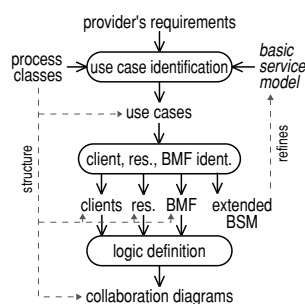 provider's requirements
process
classes
use case identification
basic
service
model
use cases
structure
refines
client, res., BMF ident.
clients res. BMF extended
BSM
logic definition
collaboration diagrams